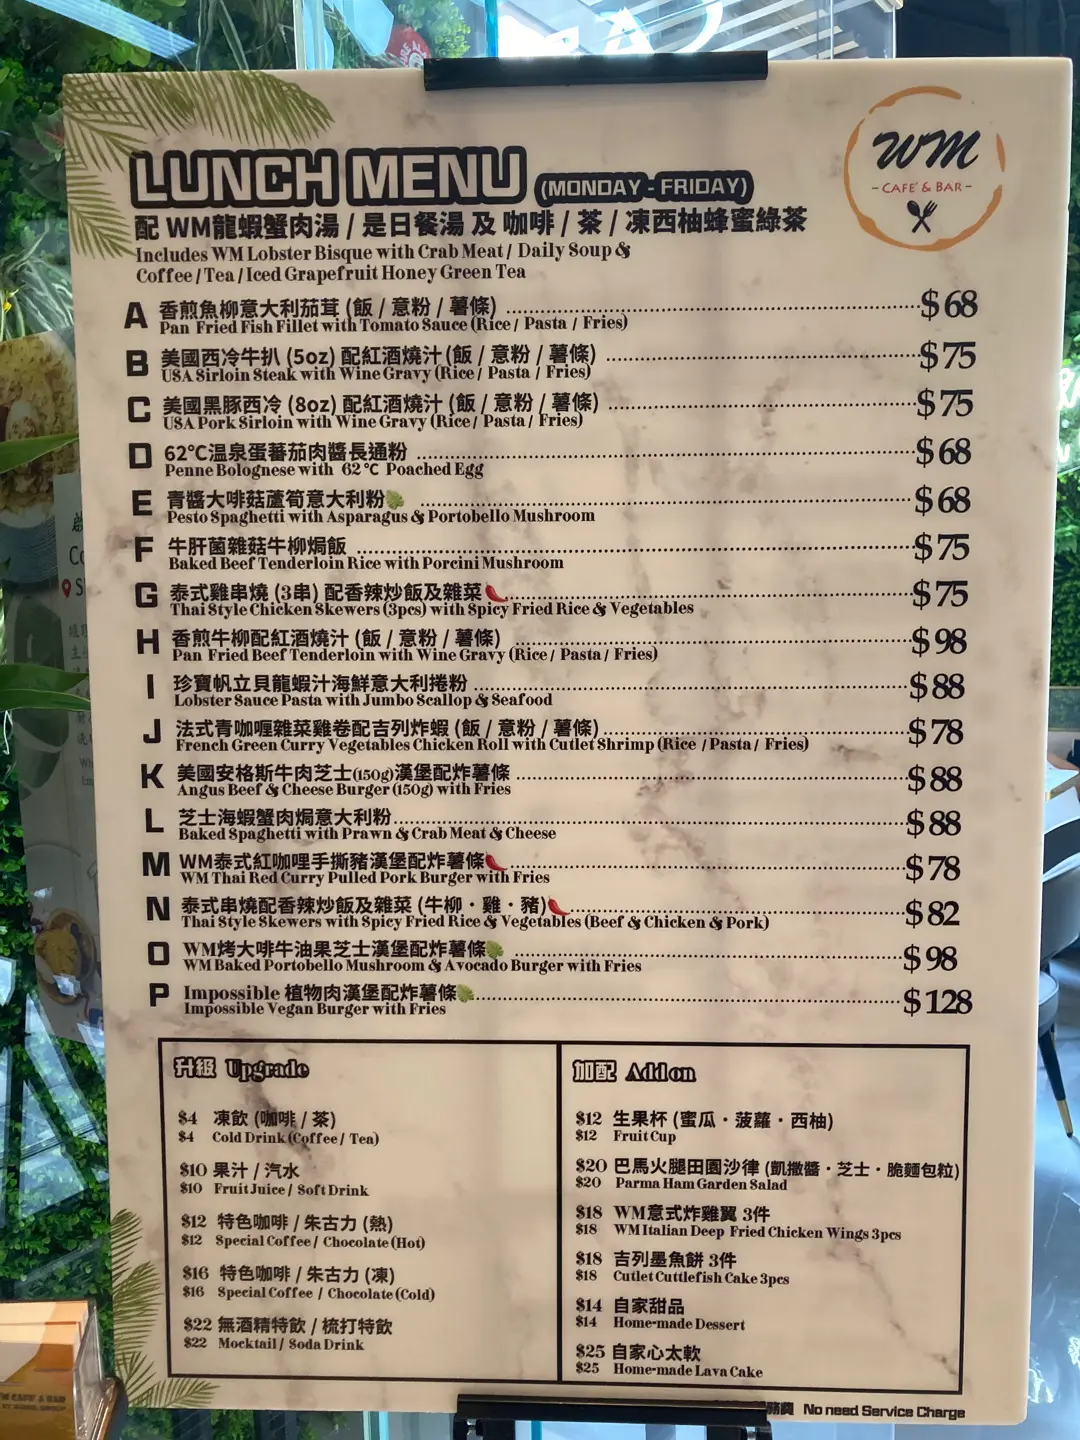 WM
- CAFE' & BAR -
LUNCH MENU (MONDAY - FRIDAY)
配 WM龍蝦蟹肉湯 / 是日餐湯 及 咖啡 / 茶 / 凍西柚蜂蜜綠茶
Includes WM Lobster Bisque with Crab Meat / Daily Soup &
Coffee / Tea / Iced Grapefruit Honey Green Tea
A 香煎魚柳意大利茄茸 (飯 / 意粉 / 薯條) $68
Pan Fried Fish Fillet with Tomato Sauce (Rice / Pasta / Fries)
B 美國西冷牛扒 (5oz) 配紅酒燒汁 (飯 / 意粉 / 薯條) $75
USA Sirloin Steak with Wine Gravy (Rice / Pasta / Fries)
C 美國黑豚西冷 (8oz) 配紅酒燒汁 (飯 / 意粉 / 薯條) $75
USA Pork Sirloin with Wine Gravy (Rice / Pasta / Fries)
D 62°C溫泉蛋蕃茄肉醬長通粉 $68
Penne Bolognese with 62°C Poached Egg
E 青醬大啡菇蘆筍意大利粉 $68
Pesto Spaghetti with Asparagus & Portobello Mushroom
F 牛肝菌雜菇牛柳焗飯 $75
Baked Beef Tenderloin Rice with Porcini Mushroom
G 泰式雞串燒 (3串) 配香辣炒飯及雜菜 $75
Thai Style Chicken Skewers (3pcs) with Spicy Fried Rice & Vegetables
H 香煎牛柳配紅酒燒汁 (飯 / 意粉 / 薯條) $98
Pan Fried Beef Tenderloin with Wine Gravy (Rice / Pasta / Fries)
I 珍寶帆立貝龍蝦汁海鮮意大利捲粉 $88
Lobster Sauce Pasta with Jumbo Scallop & Seafood
J 法式青咖喱雜菜雞卷配吉列炸蝦 (飯 / 意粉 / 薯條) $78
French Green Curry Vegetables Chicken Roll with Cutlet Shrimp (Rice / Pasta / Fries)
K 美國安格斯牛肉芝士(150g)漢堡配炸薯條 $88
Angus Beef & Cheese Burger (150g) with Fries
L 芝士海蝦蟹肉焗意大利粉 $88
Baked Spaghetti with Prawn & Crab Meat & Cheese
M WM泰式紅咖哩手撕豬漢堡配炸薯條 $78
WM Thai Red Curry Pulled Pork Burger with Fries
N 泰式串燒配香辣炒飯及雜菜 (牛柳・雞・豬) $82
Thai Style Skewers with Spicy Fried Rice & Vegetables (Beef & Chicken & Pork)
O WM烤大啡牛油果芝士漢堡配炸薯條 $98
WM Baked Portobello Mushroom & Avocado Burger with Fries
P Impossible 植物肉漢堡配炸薯條 $128
Impossible Vegan Burger with Fries
升級 Upgrade
$4 凍飲 (咖啡 / 茶)
$4 Cold Drink (Coffee / Tea)
$10 果汁 / 汽水
$10 Fruit Juice / Soft Drink
$12 特色咖啡 / 朱古力 (熱)
$12 Special Coffee / Chocolate (Hot)
$16 特色咖啡 / 朱古力 (凍)
$16 Special Coffee / Chocolate (Cold)
$22 無酒精特飲 / 梳打特飲
$22 Mocktail / Soda Drink
加配 Add on
$12 生果杯 (蜜瓜・菠蘿・西柚)
$12 Fruit Cup
$20 巴馬火腿田園沙律 (凱撒醬・芝士・脆麵包粒)
$20 Parma Ham Garden Salad
$18 WM意式炸雞翼 3件
$18 WM Italian Deep Fried Chicken Wings 3pcs
$18 吉列墨魚餅 3件
$18 Cutlet Cuttlefish Cake 3pcs
$14 自家甜品
$14 Home-made Dessert
$25 自家心太軟
$25 Home-made Lava Cake
務費 No need Service Charge